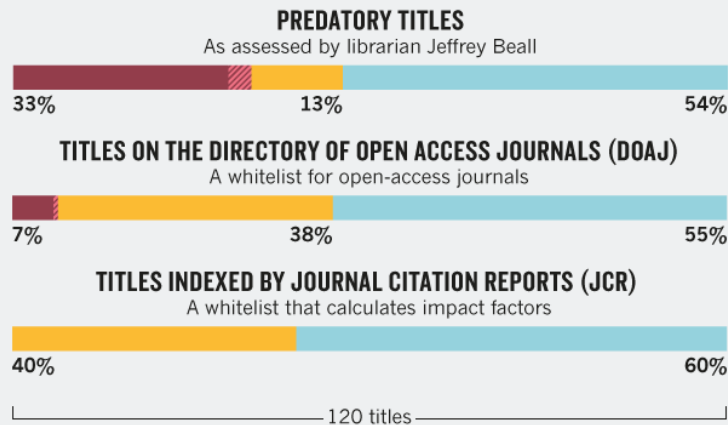 PREDATORY TITLES
As assessed by librarian Jeffrey Beall
33% 13% 54%
TITLES ON THE DIRECTORY OF OPEN ACCESS JOURNALS (DOAJ)
A whitelist for open-access journals
7% 38% 55%
TITLES INDEXED BY JOURNAL CITATION REPORTS (JCR)
A whitelist that calculates impact factors
40% 60%
120 titles